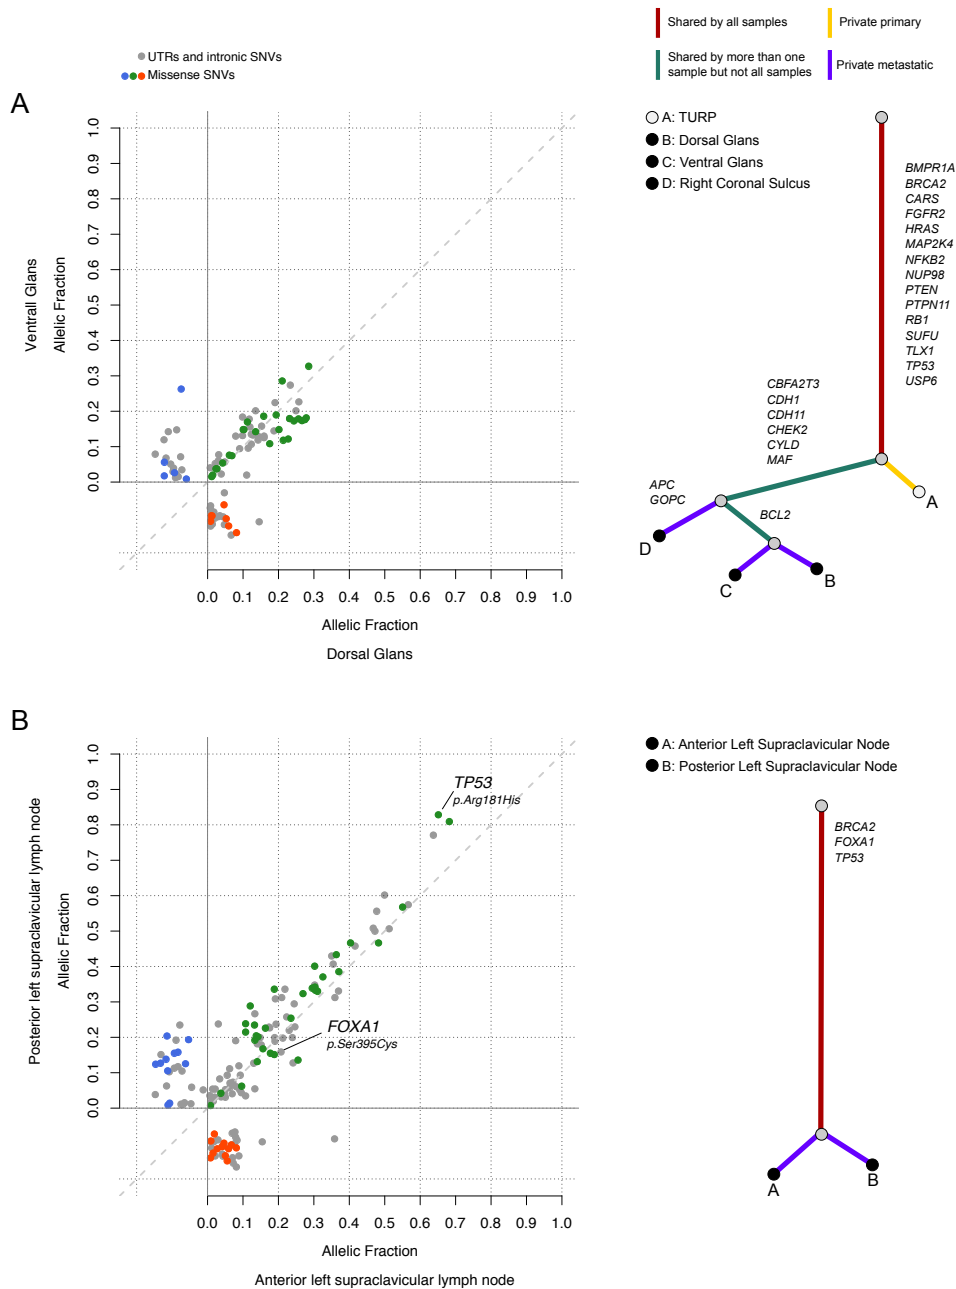 Shared by all samples
Private primary
Shared by more than one
sample but not all samples
Private metastatic
UTRs and intronic SNVs
Missense SNVs
A
Ventrall Glans
Allelic Fraction
1.0
0.9
0.8
0.7
0.6
0.5
0.4
0.3
0.2
0.1
0.0
0.0 0.1 0.2 0.3 0.4 0.5 0.6 0.7 0.8 0.9 1.0
Allelic Fraction
Dorsal Glans
A: TURP
B: Dorsal Glans
C: Ventral Glans
D: Right Coronal Sulcus
BMPR1A
BRCA2
CARS
FGFR2
HRAS
MAP2K4
NFKB2
NUP98
PTEN
PTPN11
RB1
SUFU
TLX1
TP53
USP6
CBFA2T3
CDH1
CDH11
CHEK2
CYLD
MAF
APC
GOPC
BCL2
A
D
B
C
B
Posterior left supraclavicular lymph node
Allelic Fraction
1.0
0.9
0.8
0.7
0.6
0.5
0.4
0.3
0.2
0.1
0.0
TP53
p.Arg181His
FOXA1
p.Ser395Cys
0.0 0.1 0.2 0.3 0.4 0.5 0.6 0.7 0.8 0.9 1.0
Allelic Fraction
Anterior left supraclavicular lymph node
A: Anterior Left Supraclavicular Node
B: Posterior Left Supraclavicular Node
BRCA2
FOXA1
TP53
A
B